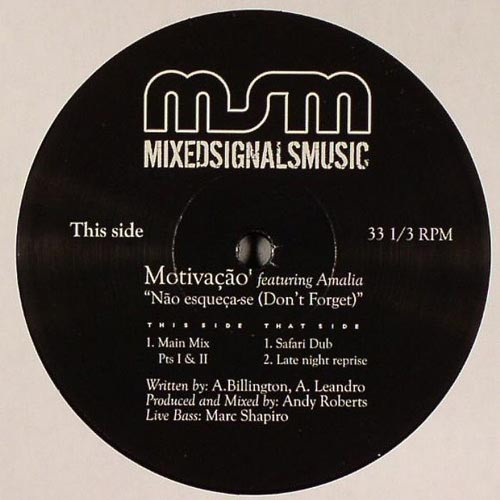 msm
MIXEDSIGNALSMUSIC
This side
33 1/3 RPM
Motivação' featuring Amalia
“Não esqueça-se (Don't Forget)”
THIS SIDE THAT SIDE
1. Main Mix 1. Safari Dub
Pts I & II 2. Late night reprise
Written by: A.Billington, A. Leandro
Produced and Mixed by: Andy Roberts
Live Bass: Marc Shapiro